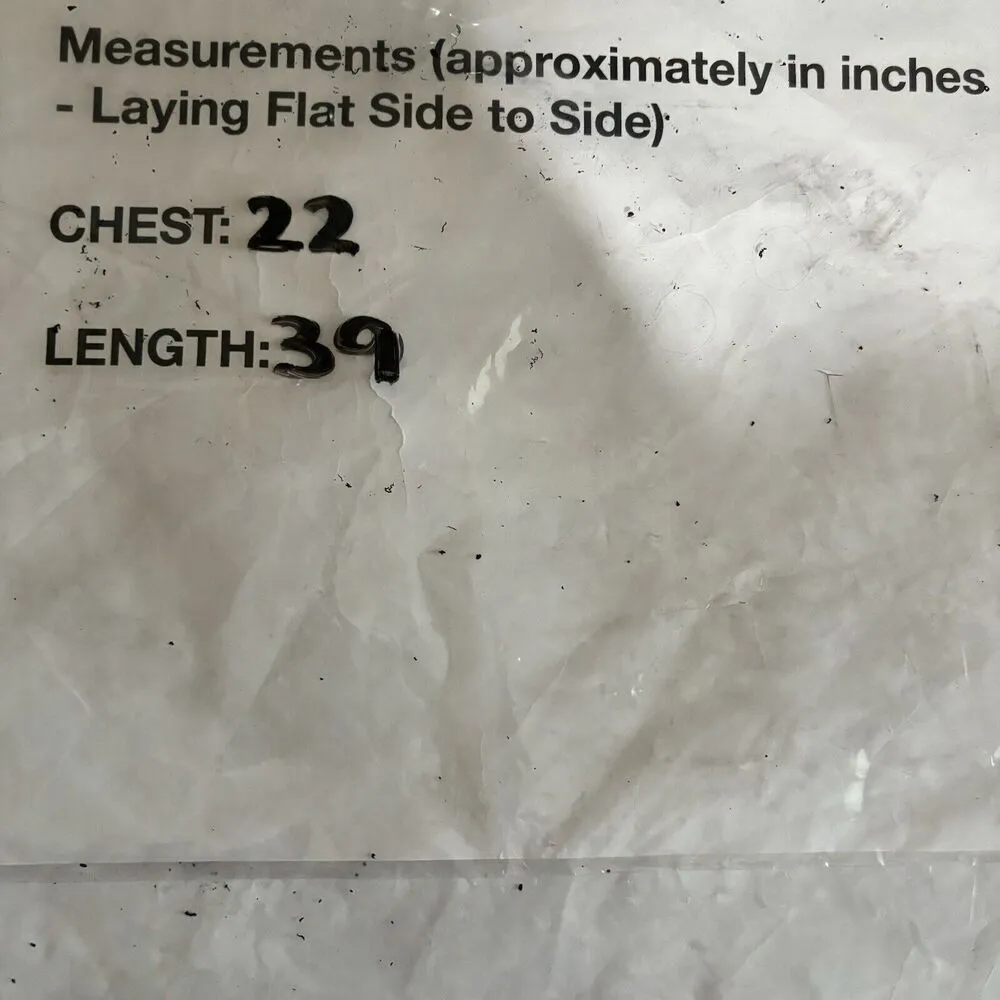 Measurements (approximately in inches
- Laying Flat Side to Side)
CHEST: 22
LENGTH: 39